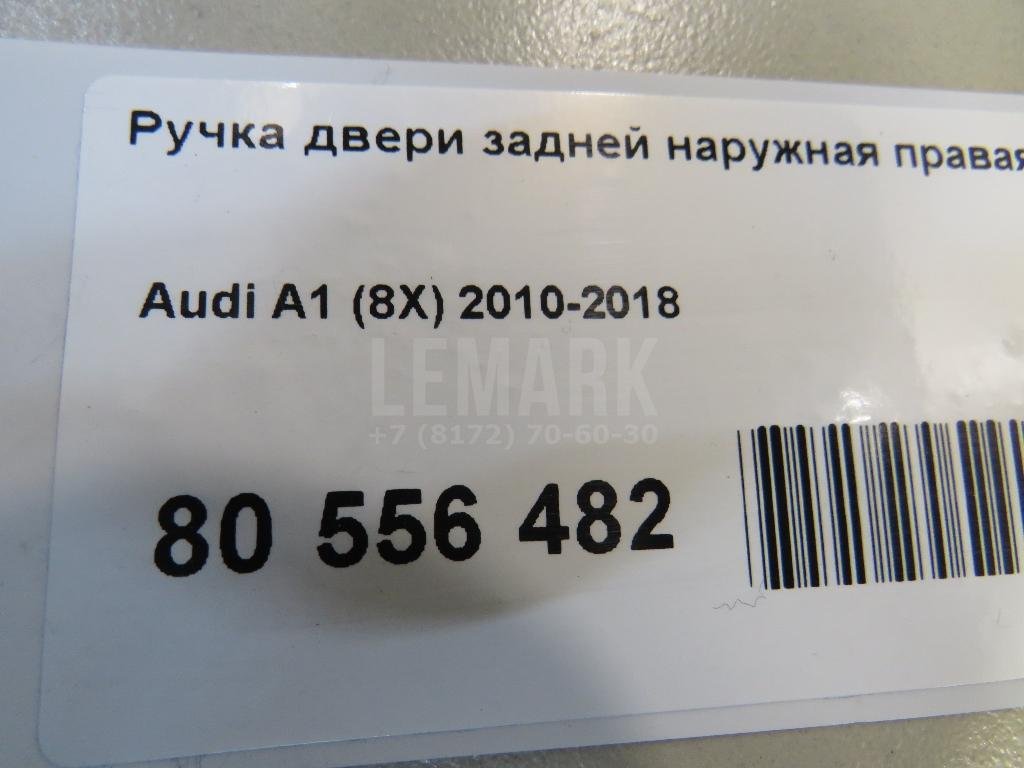 Ручка двери задней наружная правая
Audi A1 (8X) 2010-2018
LEMARK
+7 (8172) 70-60-30
80 556 482